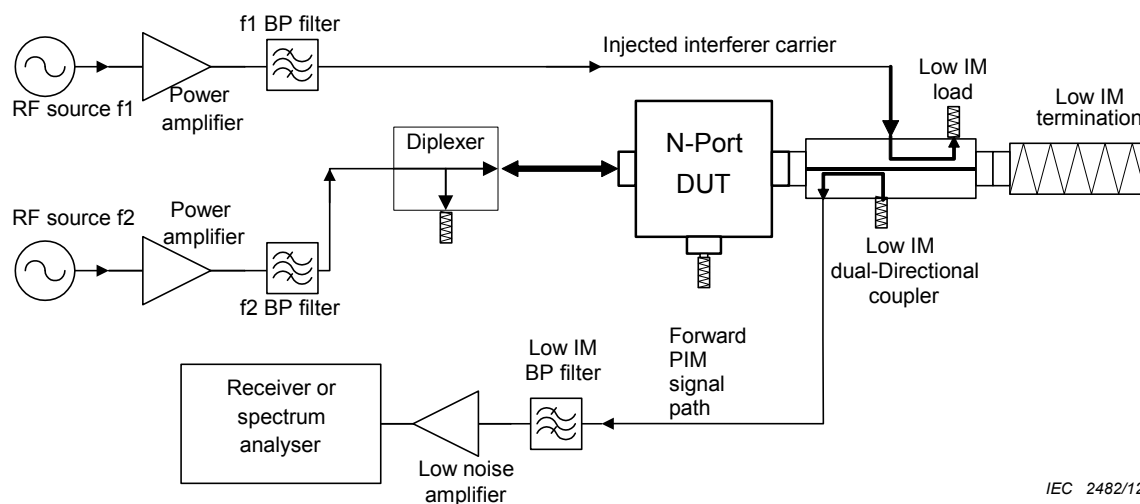 f1 BP filter
Injected interferer carrier
RF source f1
Power
amplifier
Low IM
load
Low IM
termination
Diplexer
N-Port
DUT
RF source f2
Power
amplifier
f2 BP filter
Low IM
dual-Directional
coupler
Forward
PIM
signal
path
Low IM
BP filter
Receiver or
spectrum
analyser
Low noise
amplifier
IEC 2482/12